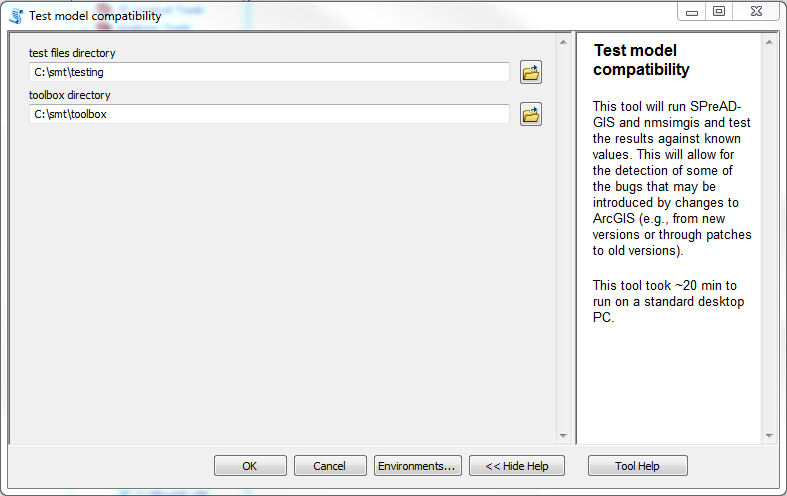 Test model compatibility
test files directory
C:\smt\testing
toolbox directory
C:\smt\toolbox
Test model
compatibility
This tool will run SPreAD-
GIS and nmsimgis and test
the results against known
values. This will allow for
the detection of some of
the bugs that may be
introduced by changes to
ArcGIS (e.g., from new
versions or through patches
to old versions).
This tool took ~20 min to
run on a standard desktop
PC.
OK
Cancel
Environments...
<< Hide Help
Tool Help